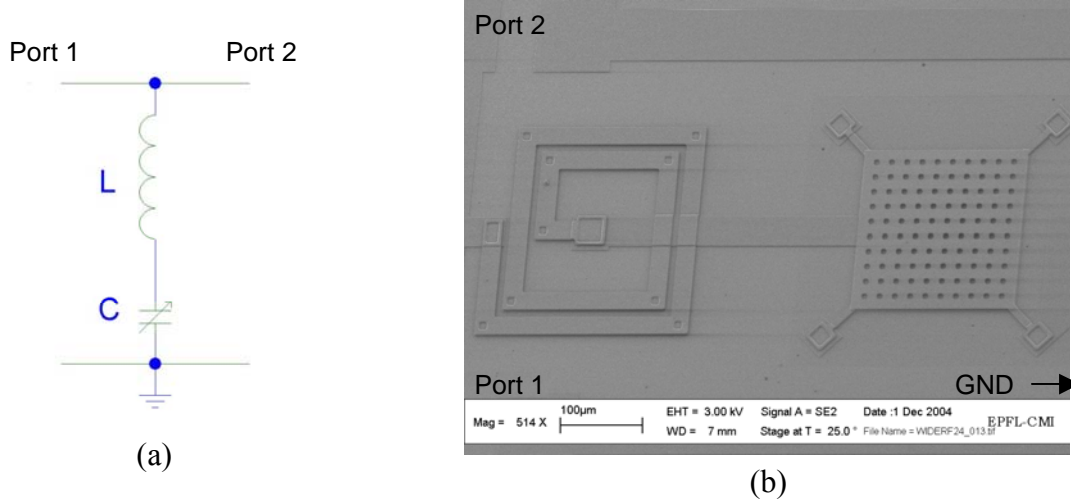 Port 1
Port 2
L
C
(a)
Port 2
Port 1
GND
Mag = 514 X
100µm
EHT = 3.00 kV
Signal A = SE2
Date :1 Dec 2004
WD = 7 mm
Stage at T = 25.0 °
File Name = WIDERF24_013.tif
EPFL-CMI
(b)